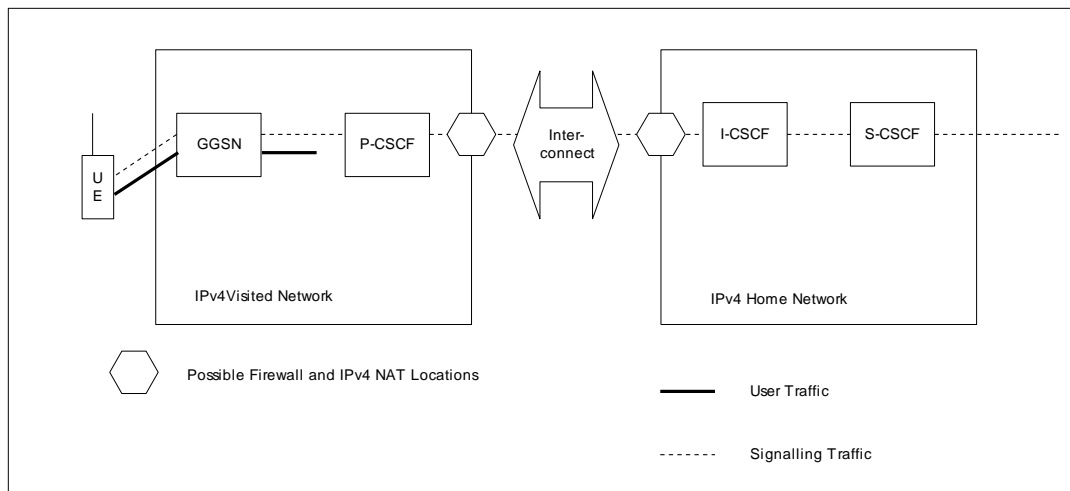 GGSN
P-CSCF
Inter-
connect
I-CSCF
S-CSCF
U
E
IPv4Visited Network
IPv4 Home Network
Possible Firewall and IPv4 NAT Locations
User Traffic
Signalling Traffic